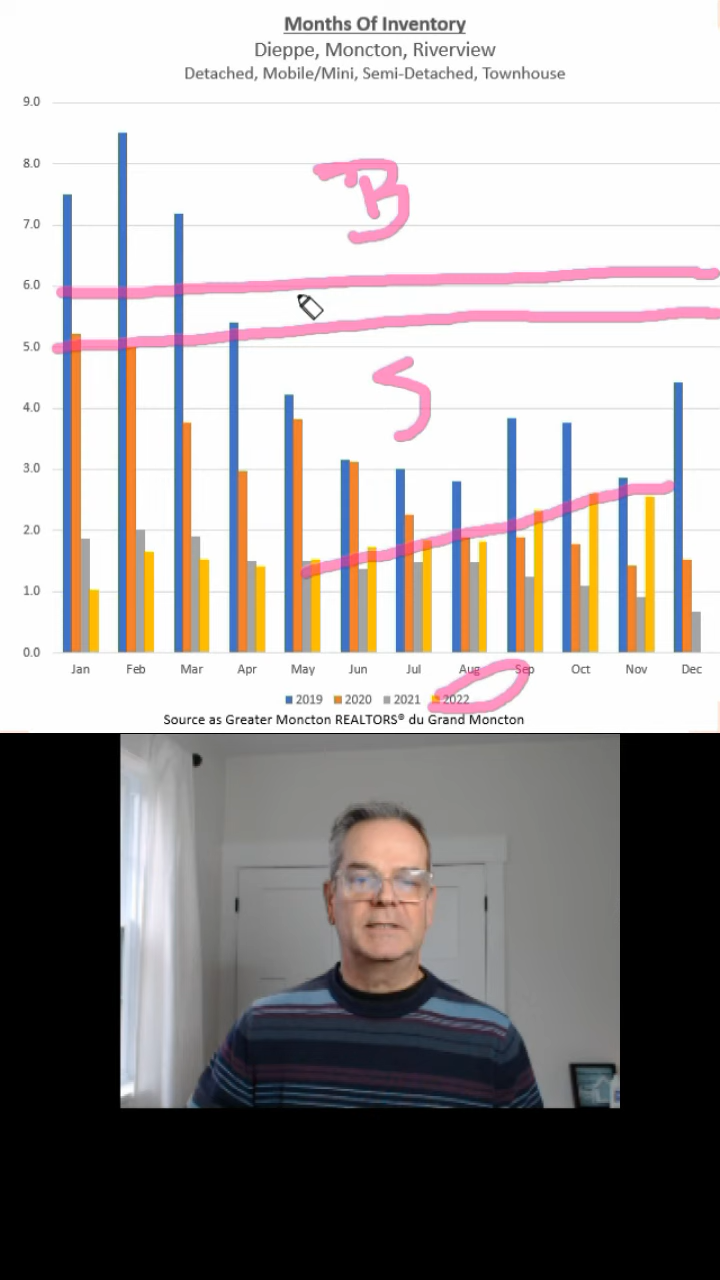 Months Of Inventory
Dieppe, Moncton, Riverview
Detached, Mobile/Mini, Semi-Detached, Townhouse
9.0
8.0
B
7.0
6.0
5.0
S
4.0
3.0
2.0
1.0
0.0
Jan Feb Mar Apr May Jun Jul Aug Sep Oct Nov Dec
2019 2020 2021 2022
Source as Greater Moncton REALTORS® du Grand Moncton